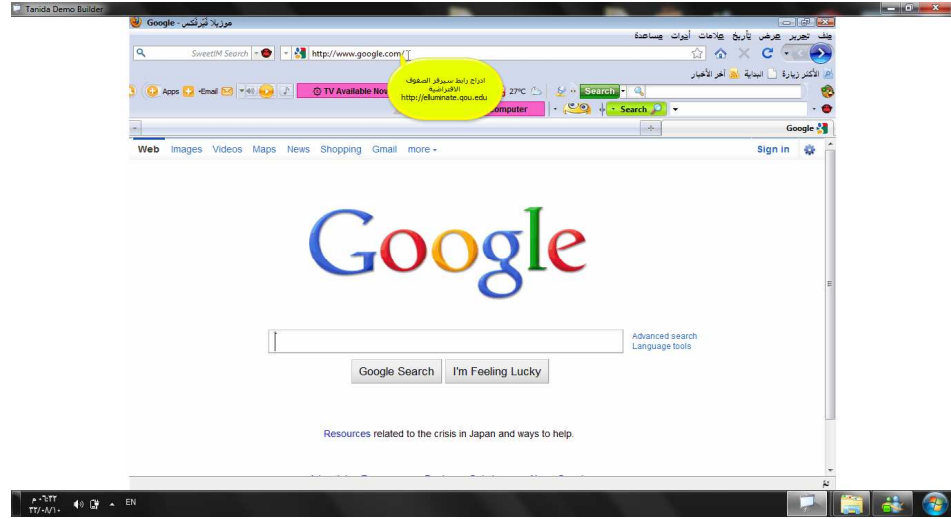 Tanida Demo Builder
موزيلا فَيَرفُكس - Google
ملف تحرير عرض تأريخ علامات أدوات مساعدة
SweetIM Search
http://www.google.com/
الأكثر زيارة البداية آخر الأخبار
ادراج رابط سيرفر الصفوف
الافتراضية
http://elluminate.qou.edu
Apps
Email
TV Available Now
27°C
Search
Computer
Search
Google
Web Images Videos Maps News Shopping Gmail more
Sign in
Google
Advanced search
Language tools
Google Search
I'm Feeling Lucky
Resources related to the crisis in Japan and ways to help.
تم
EN